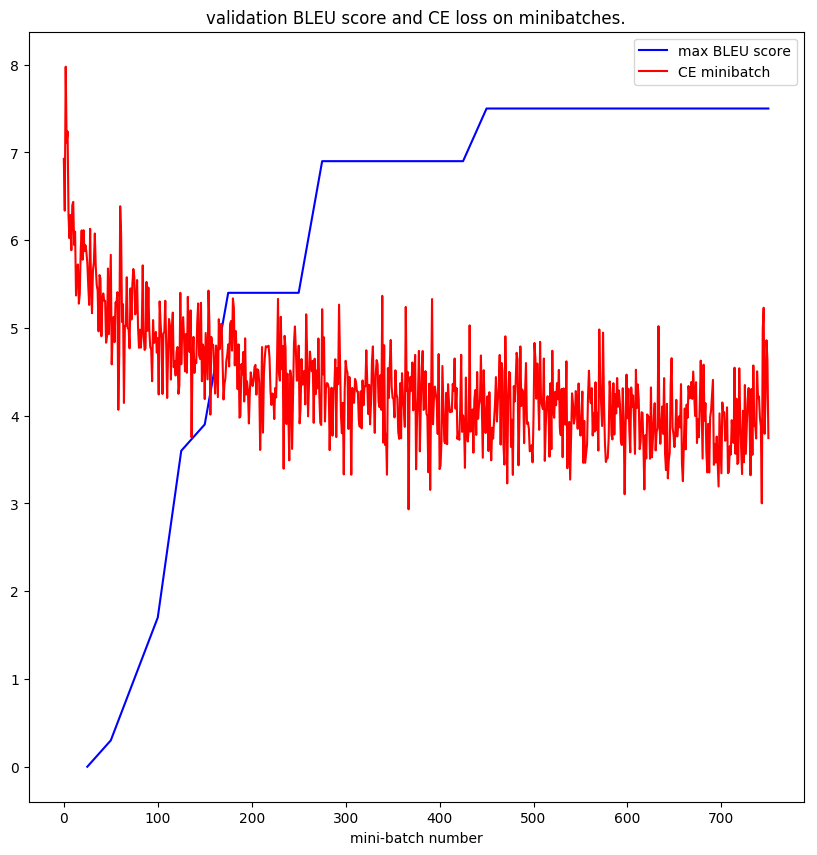 validation BLEU score and CE loss on minibatches.
max BLEU score
CE minibatch
8
7
6
5
4
3
2
1
0
0 100 200 300 400 500 600 700
mini-batch number